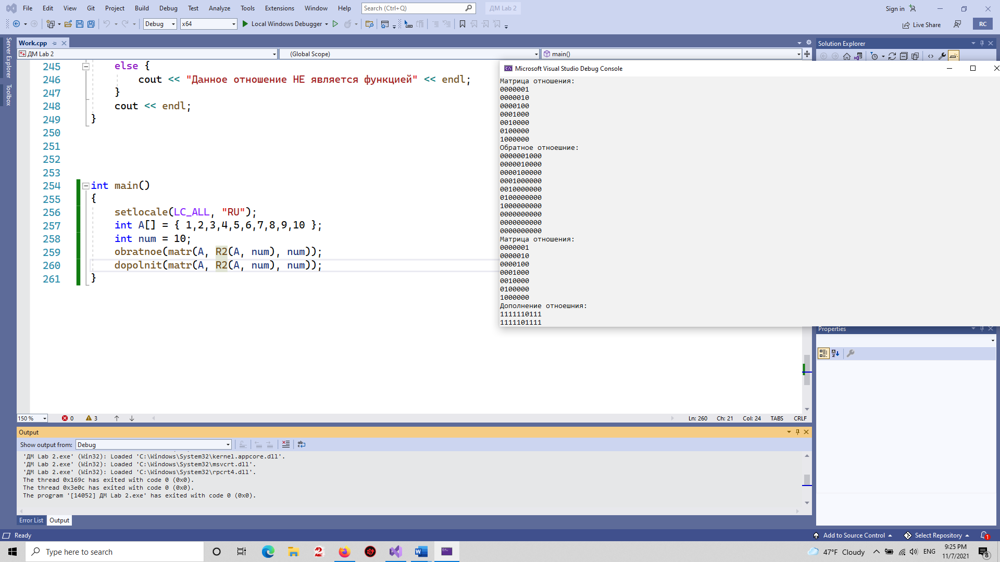 File Edit View Git Project Build Debug Test Analyze Tools Extensions Window Help Search (Ctrl+Q) ДМ Lab 2 Sign in
Debug x64 Local Windows Debugger Live Share RC
Server Explorer
Toolbox
Work.cpp
ДМ Lab 2 (Global Scope) main()
245 else {
246 cout << "Данное отношение НЕ является функцией" << endl;
247 }
248 cout << endl;
249 }
250
251
252
253
254 int main()
255 {
256 setlocale(LC_ALL, "RU");
257 int A[] = { 1,2,3,4,5,6,7,8,9,10 };
258 int num = 10;
259 obratnoe(matr(A, R2(A, num), num));
260 dopolnit(matr(A, R2(A, num), num));
261 }
Solution Explorer
Microsoft Visual Studio Debug Console
Матрица отношения:
0000001
0000010
0000100
0001000
0010000
0100000
1000000
Обратное отноешние:
0000001000
0000010000
0000100000
0001000000
0010000000
0100000000
1000000000
0000000000
0000000000
0000000000
Матрица отношения:
0000001
0000010
0000100
0001000
0010000
0100000
1000000
Дополнение отноешния:
1111110111
1111101111
Properties
150 % 0 3 Ln: 260 Ch: 21 Col: 24 TABS CRLF
Output
Show output from: Debug
'ДМ Lab 2.exe' (Win32): Loaded 'C:\Windows\System32\kernel.appcore.dll'.
'ДМ Lab 2.exe' (Win32): Loaded 'C:\Windows\System32\msvcrt.dll'.
'ДМ Lab 2.exe' (Win32): Loaded 'C:\Windows\System32\rpcrt4.dll'.
The thread 0x169c has exited with code 0 (0x0).
The thread 0x3e0c has exited with code 0 (0x0).
The program '[14052] ДМ Lab 2.exe' has exited with code 0 (0x0).
Error List Output
Ready Add to Source Control Select Repository 1
Type here to search 47°F Cloudy ENG 9:25 PM
11/7/2021 8